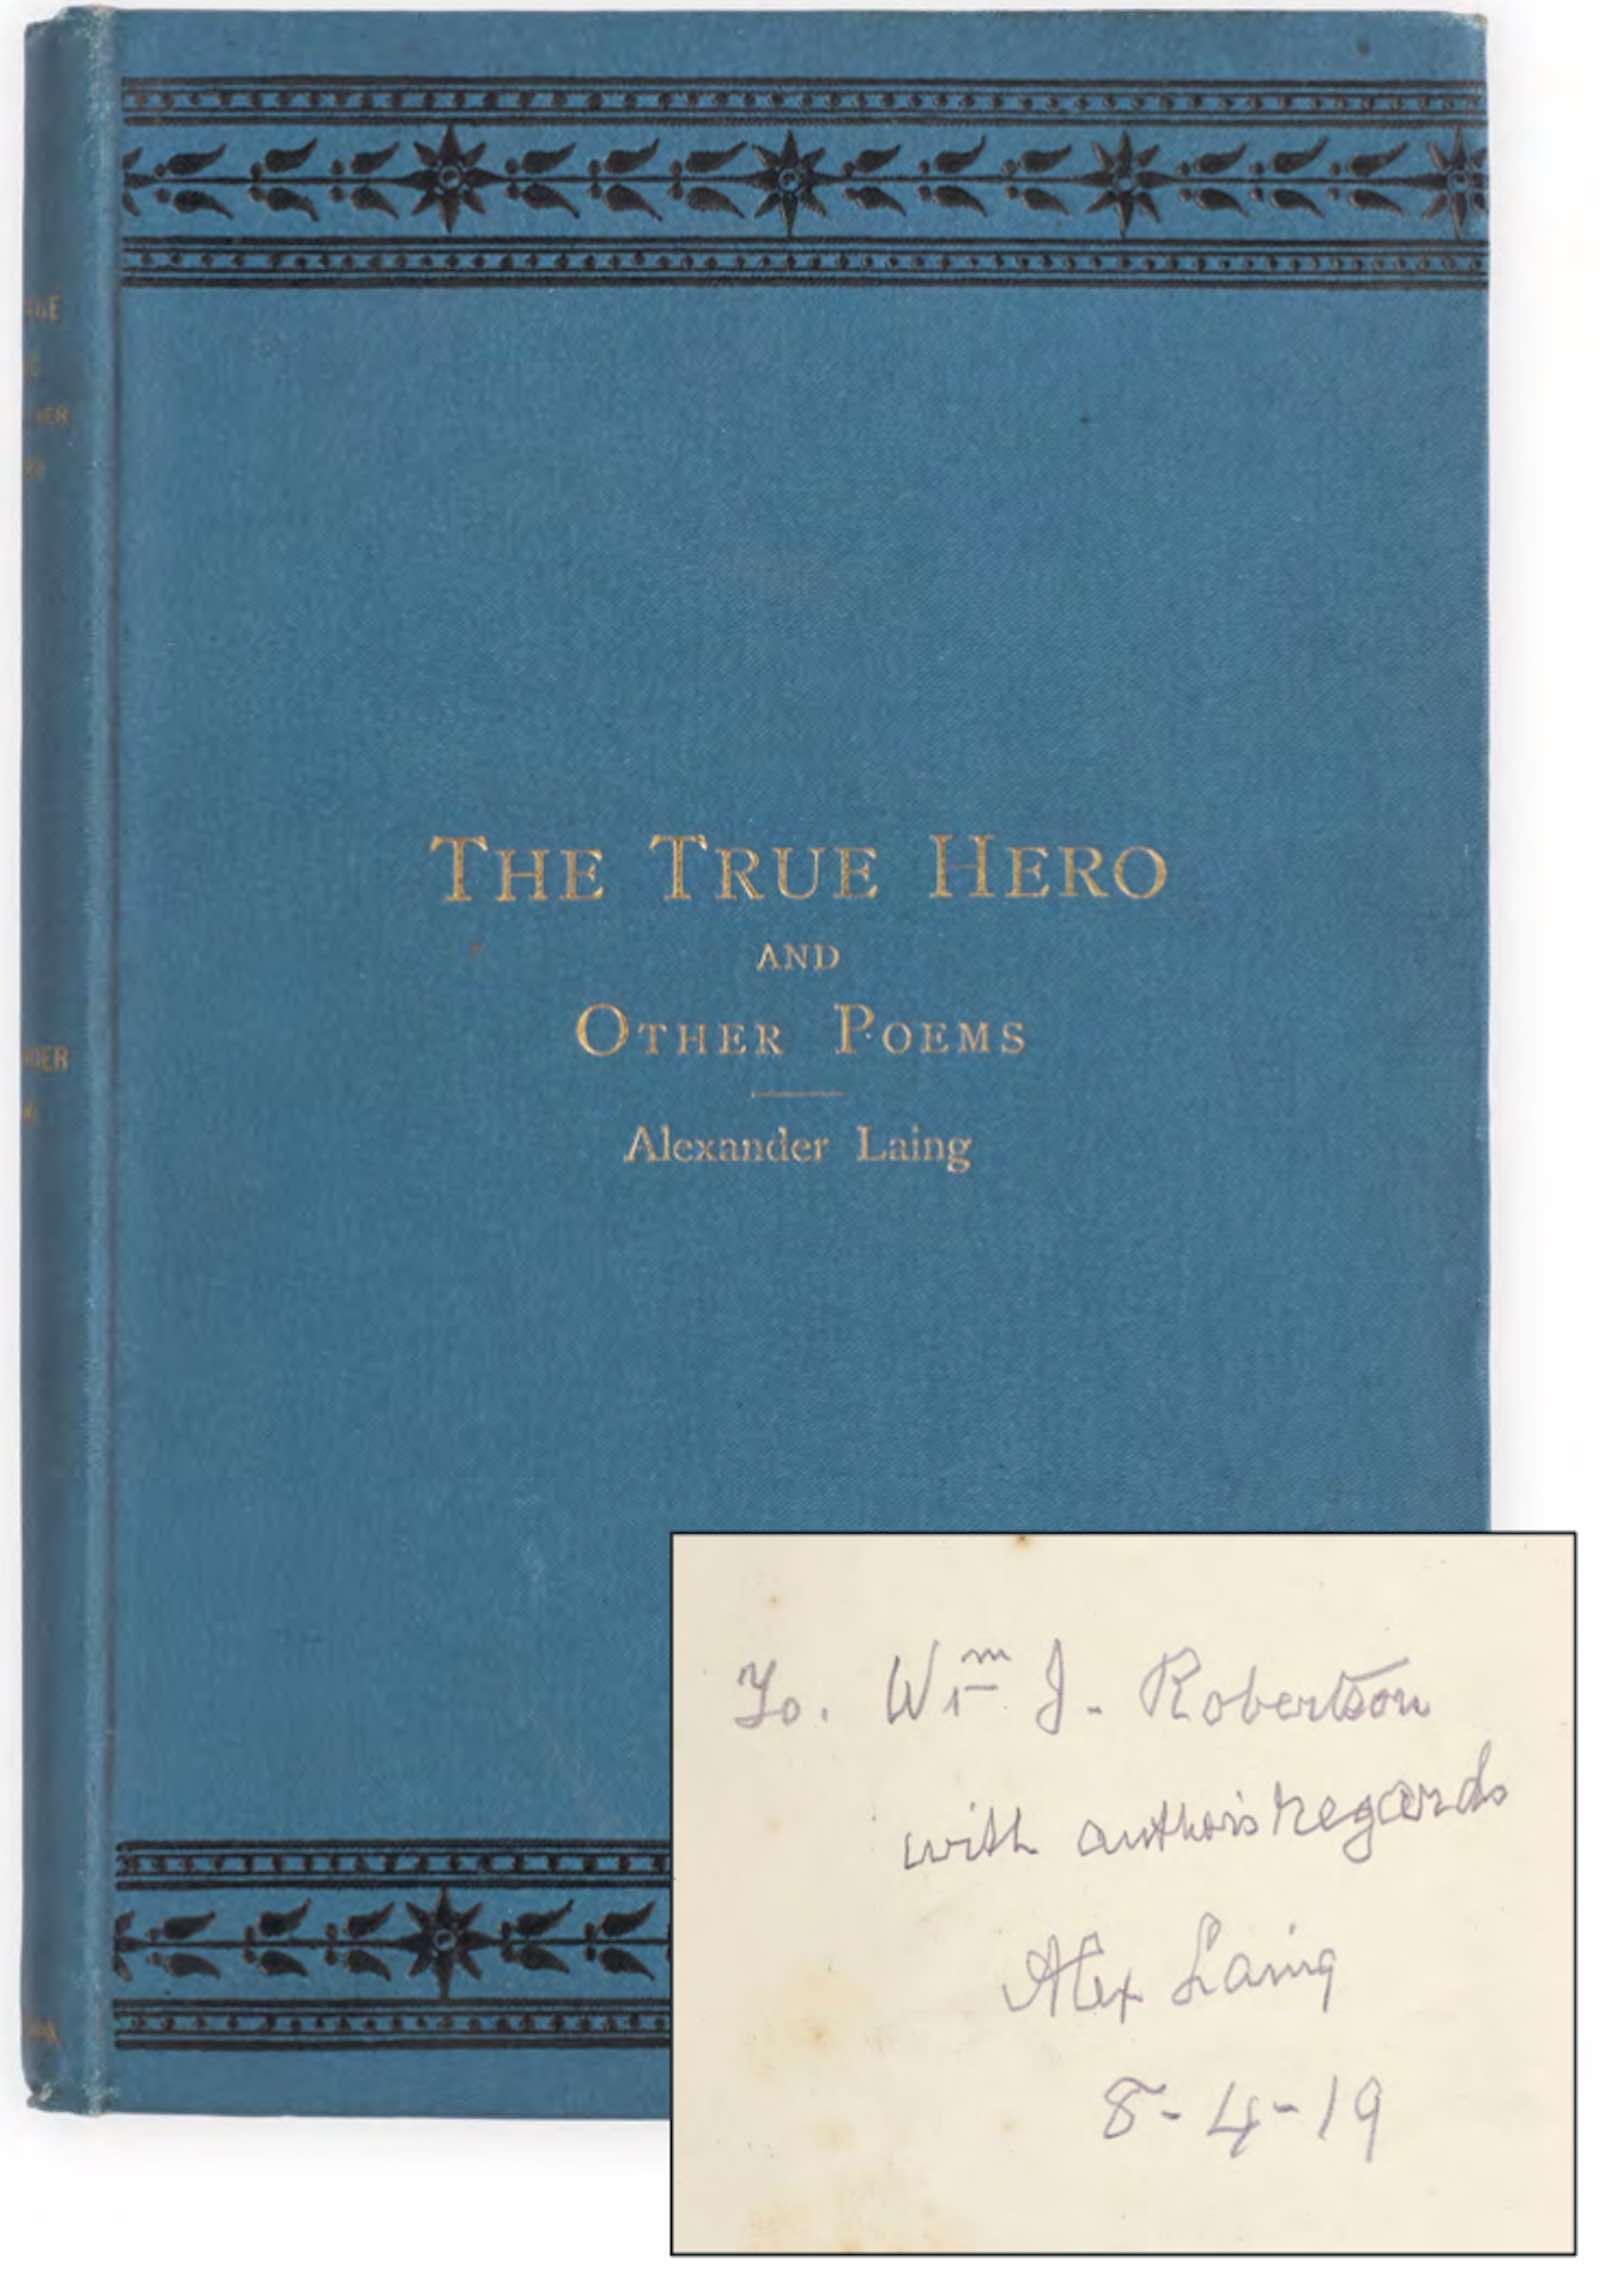 THE TRUE HERO
AND
OTHER POEMS
Alexander Laing
To. Wm J. Robertson
with author's regards
Alex Laing
8-4-19